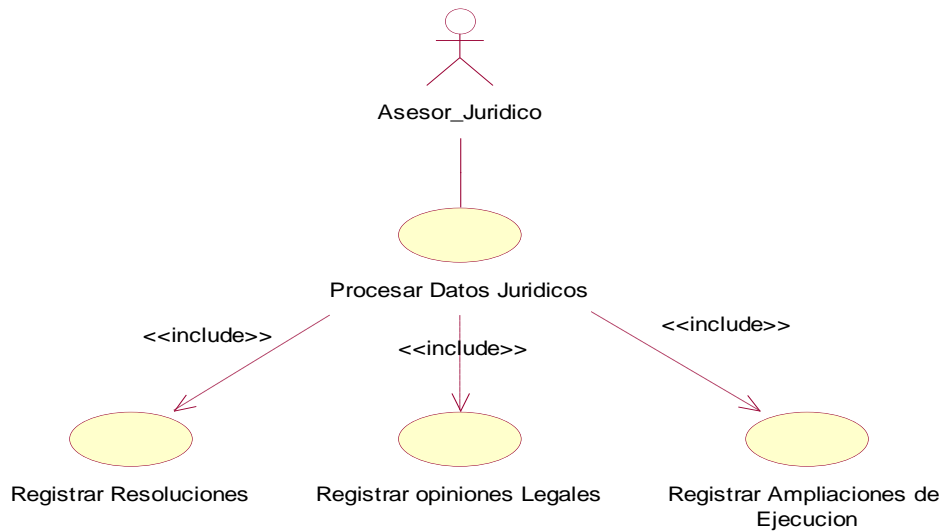 Asesor_Juridico
Procesar Datos Juridicos
<<include>>
<<include>>
<<include>>
Registrar Resoluciones
Registrar opiniones Legales
Registrar Ampliaciones de
Ejecucion